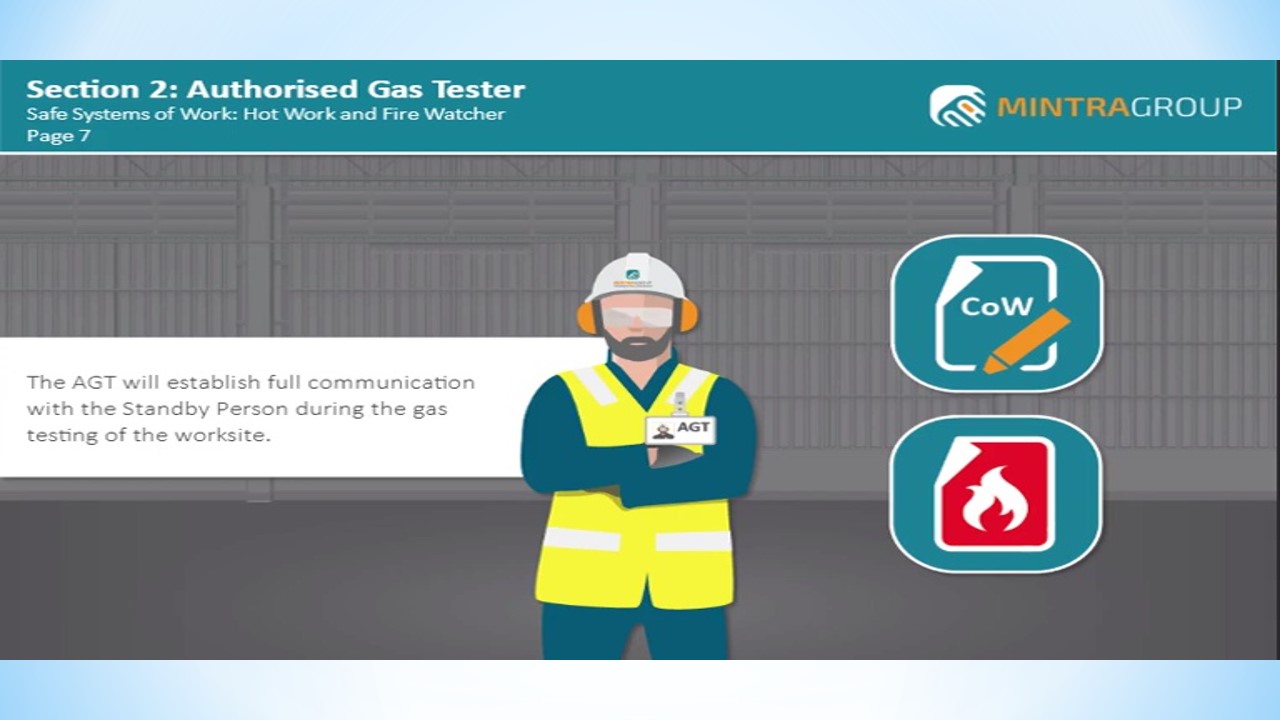 Section 2: Authorised Gas Tester
Safe Systems of Work: Hot Work and Fire Watcher
Page 7
MINTRAGROUP
CoW
The AGT will establish full communication
with the Standby Person during the gas
testing of the worksite.
AGT